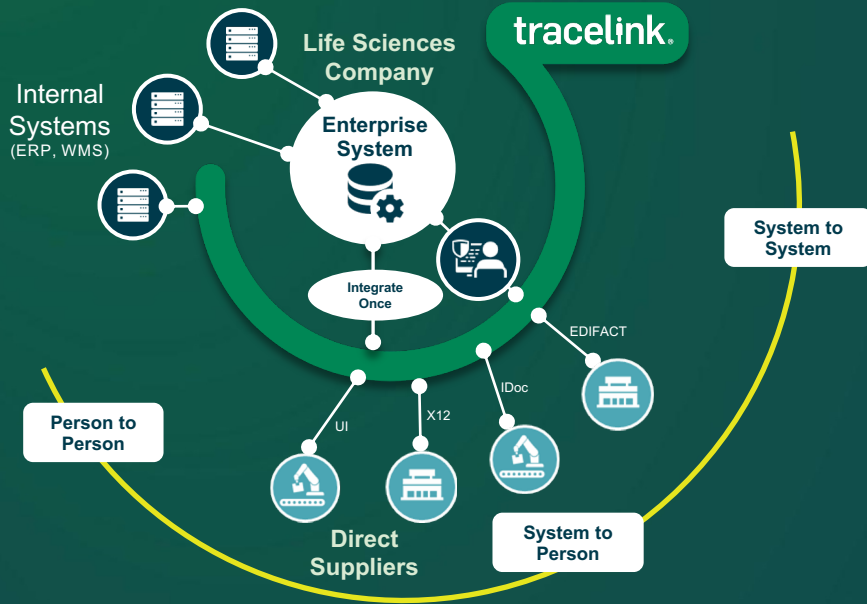 tracelink.
Life Sciences
Company
Internal
Systems
(ERP, WMS)
Enterprise
System
System to
System
Integrate
Once
EDIFACT
IDoc
X12
UI
Person to
Person
Direct
Suppliers
System to
Person